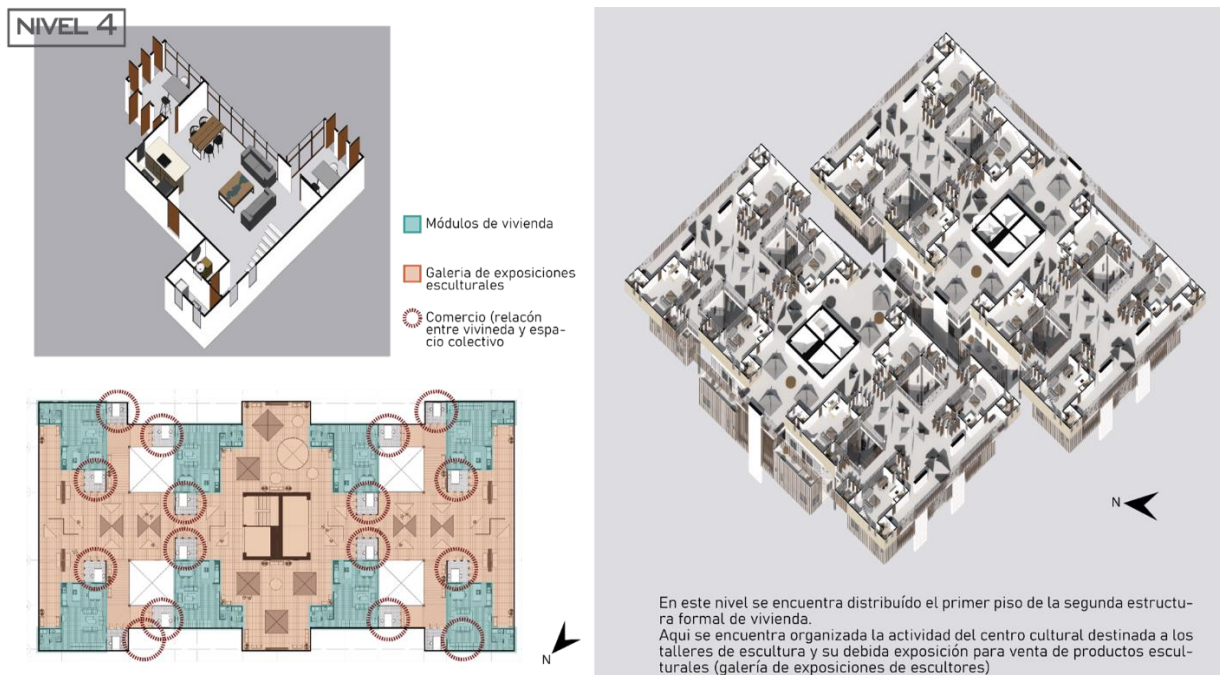 NIVEL 4
Módulos de vivienda
Galeria de exposiciones
esculturales
Comercio (relacón
entre vivineda y espa-
cio colectivo
N
N
En este nivel se encuentra distribuído el primer piso de la segunda estructu-
ra formal de vivienda.
Aqui se encuentra organizada la actividad del centro cultural destinada a los
talleres de escultura y su debida exposición para venta de productos escul-
turales (galería de exposiciones de escultores)